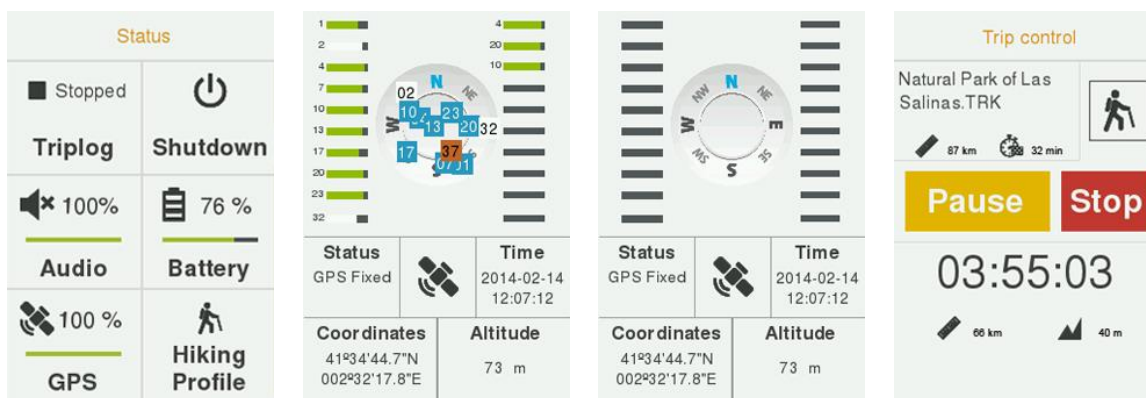 Status
Stopped
Triplog
Shutdown
100%
76 %
Audio
Battery
100 %
GPS
Hiking
Profile
1
2
4
7
10
13
17
20
23
32
4
20
10
N
NE
W
S
02
10
13
23
20
32
17
37
07
01
Status
GPS Fixed
Time
2014-02-14
12:07:12
Coordinates
41º34'44.7"N
002º32'17.8"E
Altitude
73 m
N
NW
NE
W
E
SW
SE
S
Status
GPS Fixed
Time
2014-02-14
12:07:12
Coordinates
41º34'44.7"N
002º32'17.8"E
Altitude
73 m
Trip control
Natural Park of Las
Salinas.TRK
87 km
32 min
Pause
Stop
03:55:03
66 km
40 m